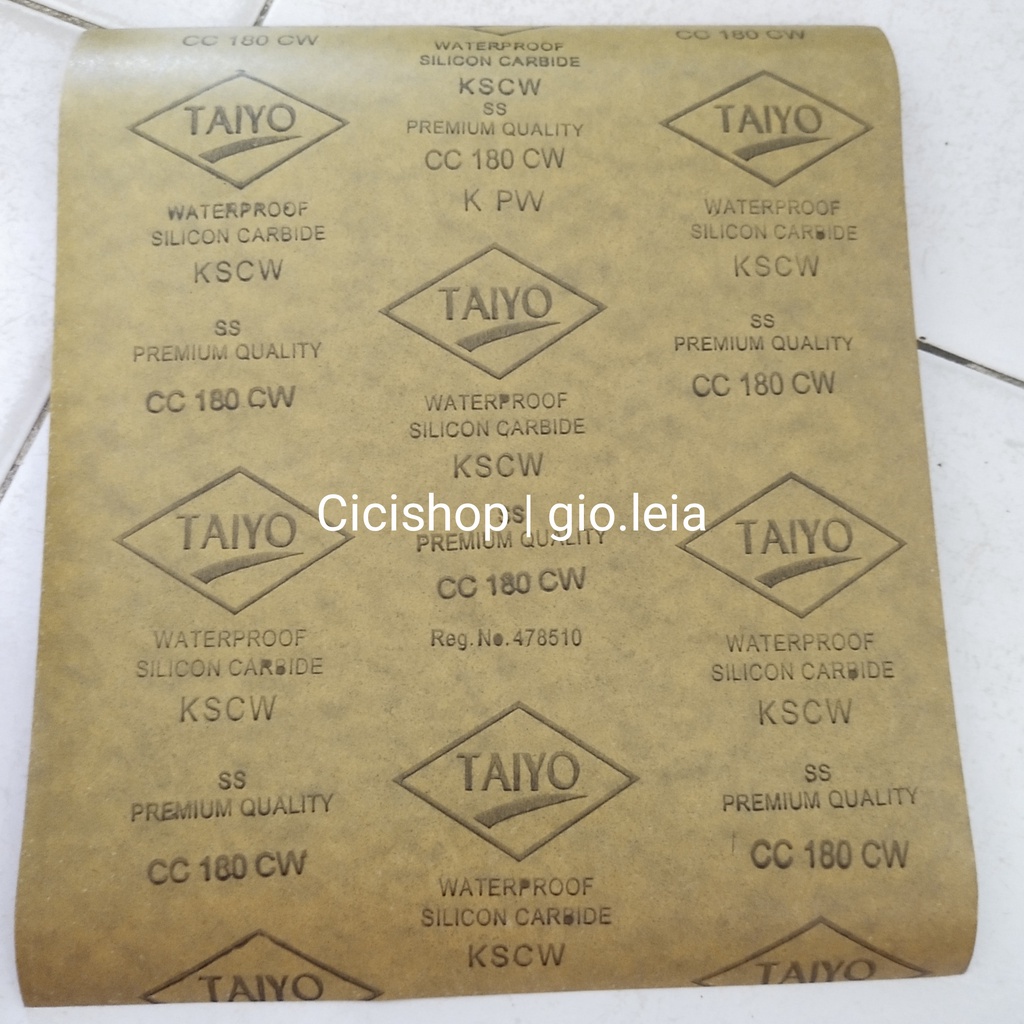 CC 180 CW
WATERPROOF
SILICON CARBIDE
KSCW
SS
PREMIUM QUALITY
CC 180 CW
K PW
CC 180 CW
TAIYO
WATERPROOF
SILICON CARBIDE
KSCW
SS
PREMIUM QUALITY
CC 180 CW
TAIYO
WATERPROOF
SILICON CARBIDE
KSCW
SS
PREMIUM QUALITY
CC 180 CW
TAIYO
WATERPROOF
SILICON CARBIDE
KSCW
Cicishop | gio.leia
SS
PREMIUM QUALITY
CC 180 CW
Reg.No.478510
TAIYO
WATERPROOF
SILICON CARBIDE
KSCW
SS
PREMIUM QUALITY
CC 180 CW
TAIYO
WATERPROOF
SILICON CARBIDE
KSCW
SS
PREMIUM QUALITY
CC 180 CW
TAIYO
WATERPROOF
SILICON CARBIDE
KSCW
TAIYO
TAIYO